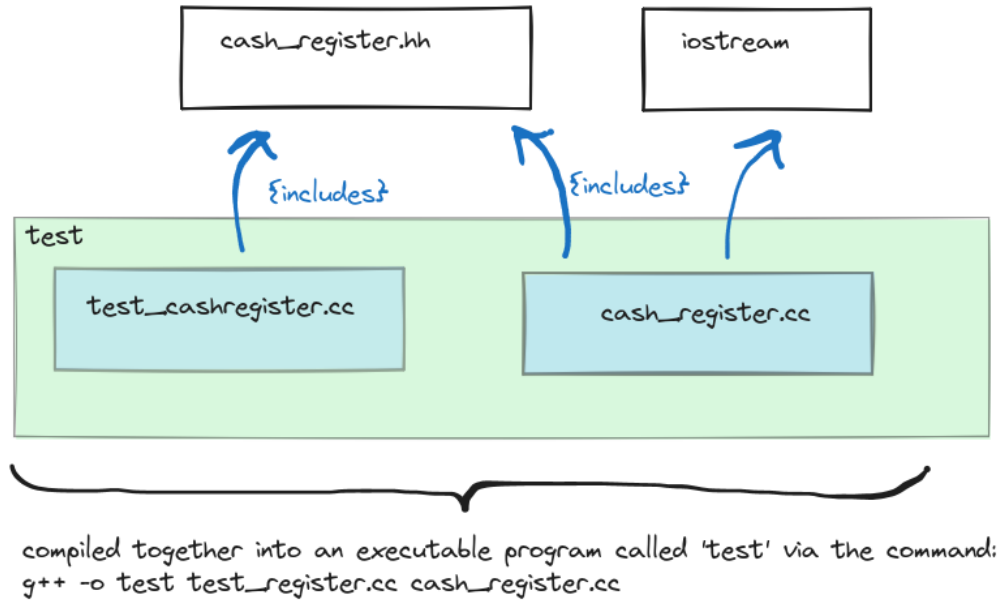 cash_register.hh
iostream
{includes}
{includes}
test
test_cashregister.cc
cash_register.cc
compiled together into an executable program called 'test' via the command:
g++ -o test test_register.cc cash_register.cc